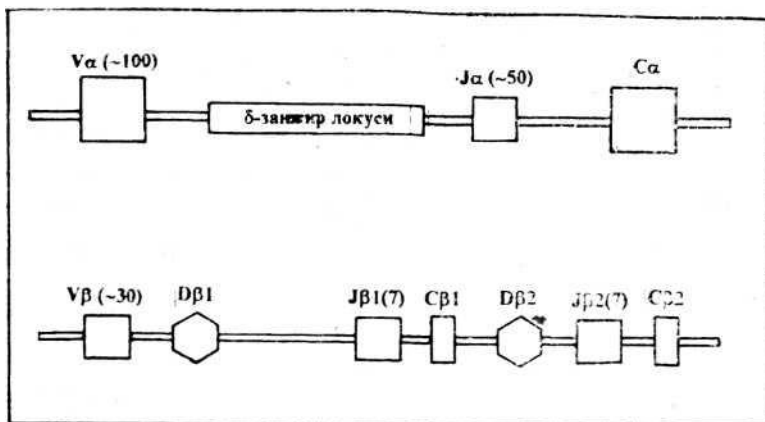 Vα (~100)
Jα (~50)
Cα
δ-занжир локуси
Vβ (~30)
Dβ1
Jβ1(7)
Cβ1
Dβ2
Jβ2(7)
Cβ2